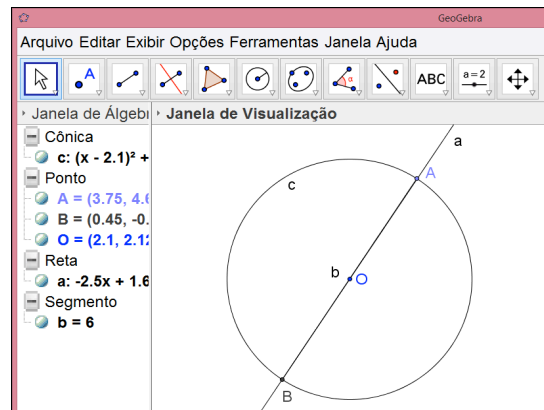 GeoGebra
Arquivo Editar Exibir Opções Ferramentas Janela Ajuda
A α ABC a=2
Janela de Álgebr
Janela de Visualização
Cônica
c: (x - 2.1)² +
Ponto
A = (3.75, 4.6
B = (0.45, -0.
O = (2.1, 2.12
Reta
a: -2.5x + 1.6
Segmento
b = 6
a
A
c
b
O
B